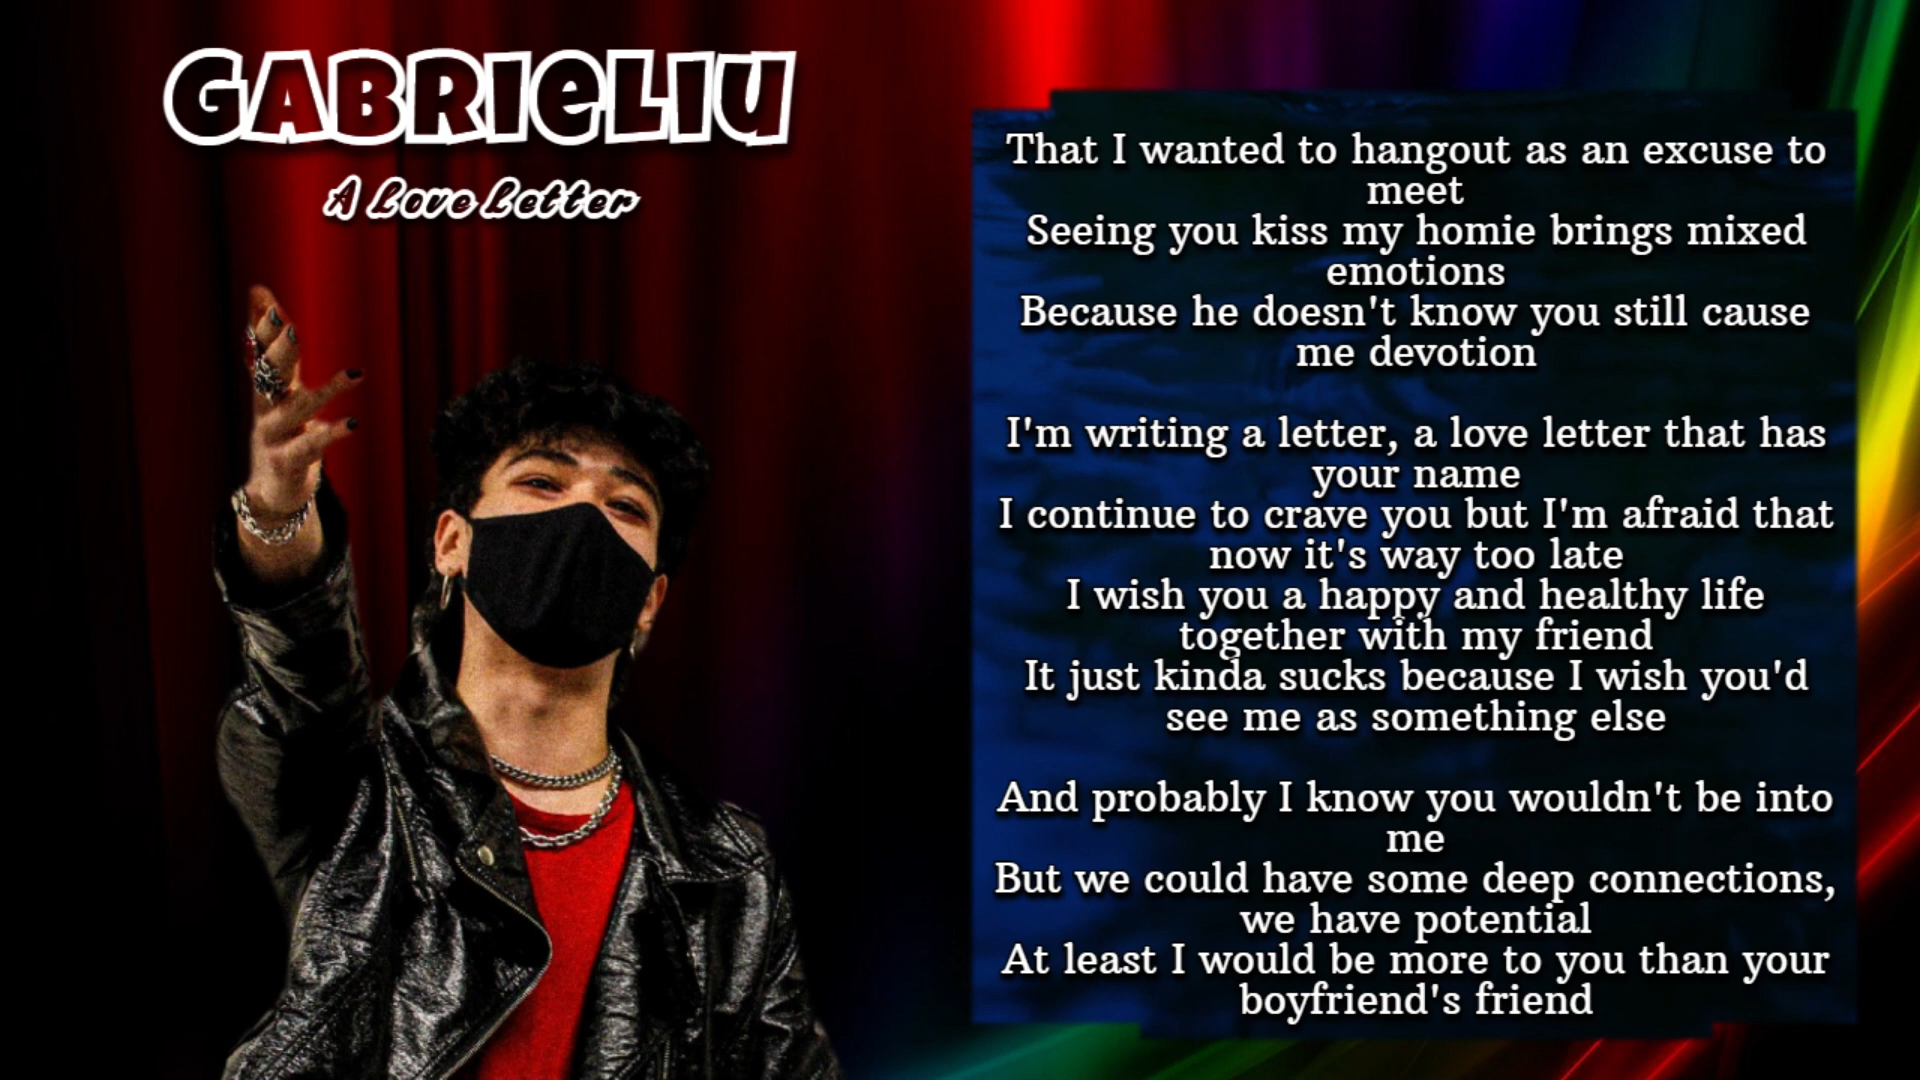 GABRIELIU
A Love Letter
That I wanted to hangout as an excuse to
meet
Seeing you kiss my homie brings mixed
emotions
Because he doesn't know you still cause
me devotion
I'm writing a letter, a love letter that has
your name
I continue to crave you but I'm afraid that
now it's way too late
I wish you a happy and healthy life
together with my friend
It just kinda sucks because I wish you'd
see me as something else
And probably I know you wouldn't be into
me
But we could have some deep connections,
we have potential
At least I would be more to you than your
boyfriend's friend